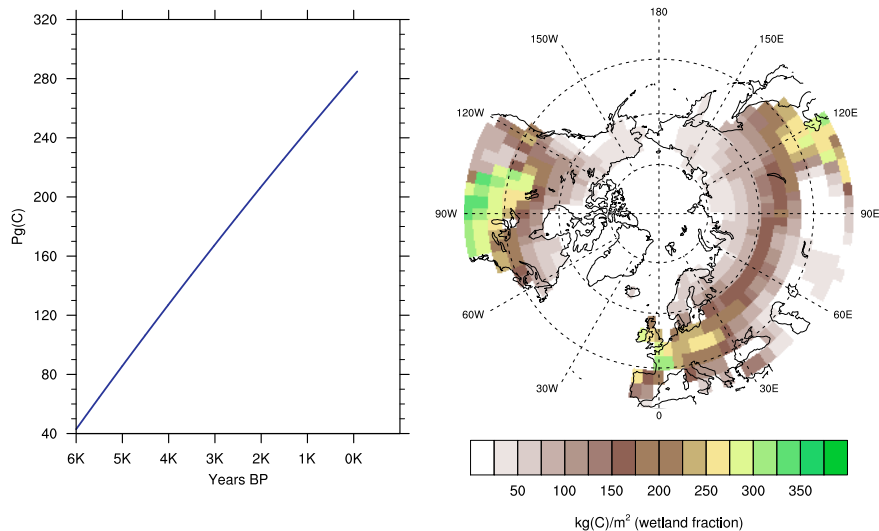 320
280
240
200
160
120
80
40
Pg(C)
6K 5K 4K 3K 2K 1K 0K
Years BP
180
150W 150E
120W 120E
90W 90E
60W 60E
30W 30E
0
50 100 150 200 250 300 350
kg(C)/m² (wetland fraction)